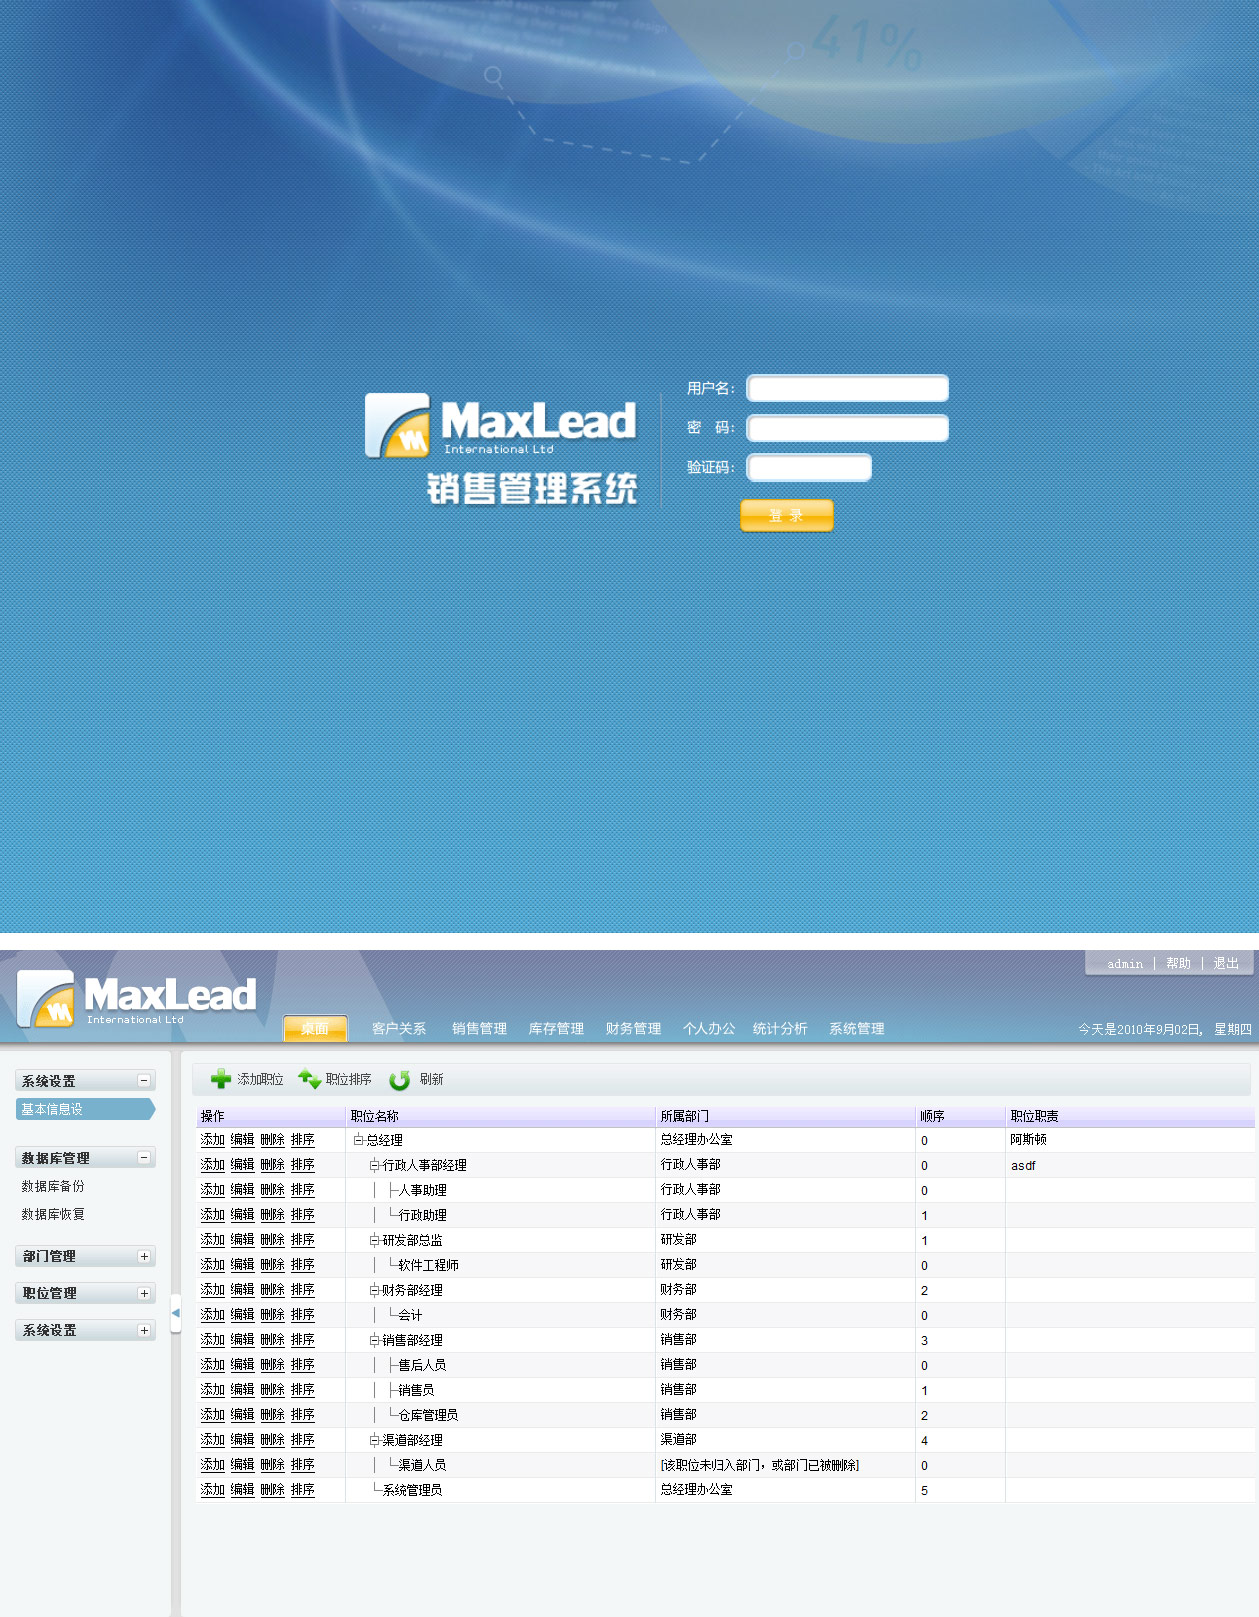 41%
用户名：
MaxLead
International Ltd
密 码：
验证码：
销售管理系统
登 录
admin | 帮助 | 退出
MaxLead
International Ltd
桌面 客户关系 销售管理 库存管理 财务管理 个人办公 统计分析 系统管理 今天是2010年9月02日， 星期四
系统设置
基本信息设
数据库管理
数据库备份
数据库恢复
部门管理
职位管理
系统设置
添加职位 职位排序 刷新
操作 职位名称 所属部门 顺序 职位职责
添加 编辑 删除 排序 总经理 总经理办公室 0 阿斯顿
添加 编辑 删除 排序 行政人事部经理 行政人事部 0 asdf
添加 编辑 删除 排序 人事助理 行政人事部 0
添加 编辑 删除 排序 行政助理 行政人事部 1
添加 编辑 删除 排序 研发部总监 研发部 1
添加 编辑 删除 排序 软件工程师 研发部 0
添加 编辑 删除 排序 财务部经理 财务部 2
添加 编辑 删除 排序 会计 财务部 0
添加 编辑 删除 排序 销售部经理 销售部 3
添加 编辑 删除 排序 售后人员 销售部 0
添加 编辑 删除 排序 销售员 销售部 1
添加 编辑 删除 排序 仓库管理员 销售部 2
添加 编辑 删除 排序 渠道部经理 渠道部 4
添加 编辑 删除 排序 渠道人员 [该职位未归入部门，或部门已被删除] 0
添加 编辑 删除 排序 系统管理员 总经理办公室 5